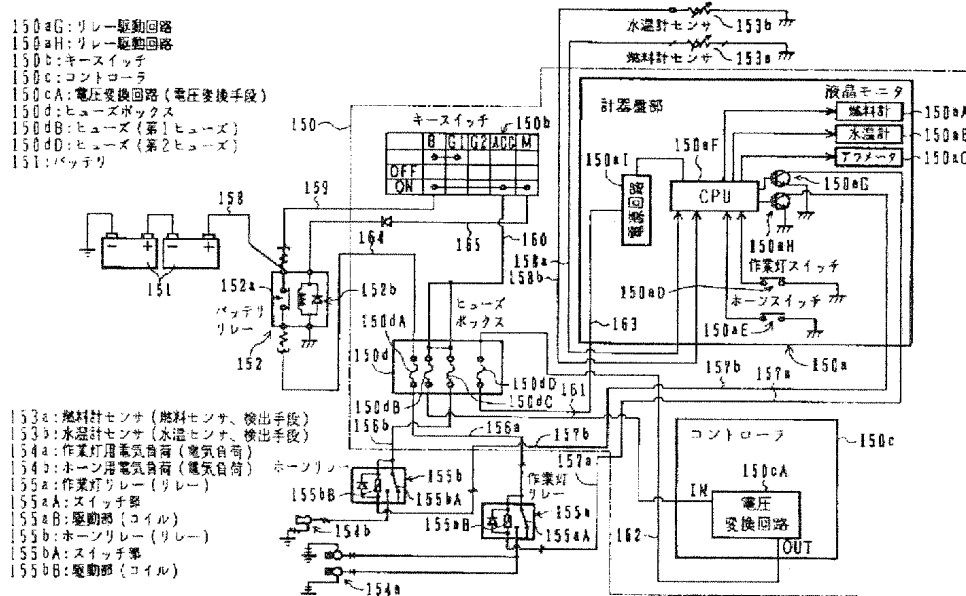 150aG:リレー駆動回路
150aH:リレー駆動回路
150b:キースイッチ
150c:コントローラ
150cA:電圧変換回路(電圧変換手段)
150d:ヒューズボックス
150dB:ヒューズ(第1ヒューズ)
150dD:ヒューズ(第2ヒューズ)
151:バッテリ
水温計センサ
153b
燃料計センサ
153a
150
キースイッチ
150b
B G1 G2 ACC M
OFF
ON
計器盤部
液晶モニタ
燃料計
150aA
水温計
150aB
アワメータ
150aC
150aI
150aF
電源回路
CPU
150aG
150aH
作業灯スイッチ
150aD
ホーンスイッチ
150aE
150a
158
159
164
165
160
158a
158b
163
151
152a
152b
バッテリ
リレー
152
ヒューズ
ボックス
150dA
150d
150dB
150dC
150dD
161
156a
156b
157b
157a
157b
157a
162
ホーンリレー
155b
155bB
155bA
154b
作業灯
リレー
155a
155aB
155aA
154a
コントローラ
150c
150cA
IN
電圧
変換回路
OUT
153a:燃料計センサ(燃料センサ、検出手段)
153b:水温計センサ(水温センサ、検出手段)
154a:作業灯用電気負荷(電気負荷)
154b:ホーン用電気負荷(電気負荷)
155a:作業灯リレー(リレー)
155aA:スイッチ部
155aB:駆動部(コイル)
155b:ホーンリレー(リレー)
155bA:スイッチ部
155bB:駆動部(コイル)